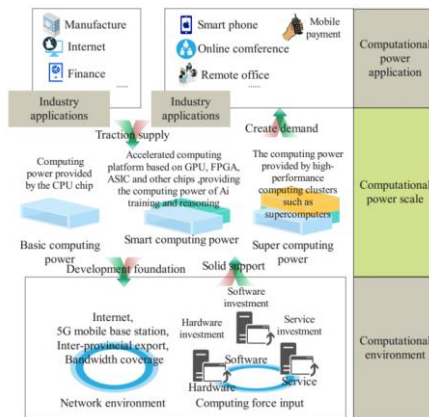 Manufacture
Internet
Finance
.....
Smart phone
Mobile
payment
Online comference
Remote office
.....
Computational
power
application
Industry
applications
Industry
applications
Traction supply
Create demand
Computing
power provided
by the CPU chip
Accelerated computing
platform based on GPU, FPGA,
ASIC and other chips ,providing
the computing power of Ai
training and reasoning
The computing power
provided by high-
performance
computing clusters
such as
supercomputers
Computational
power scale
Basic computing
power
Smart computing power
Super computing
power
Development foundation
Solid support
Internet,
5G mobile base station,
Inter-provincial export,
Bandwidth coverage
Network environment
Software
investment
Hardware
investment
Service
investment
Software
Hardware
Service
Computing force input
Computational
environment